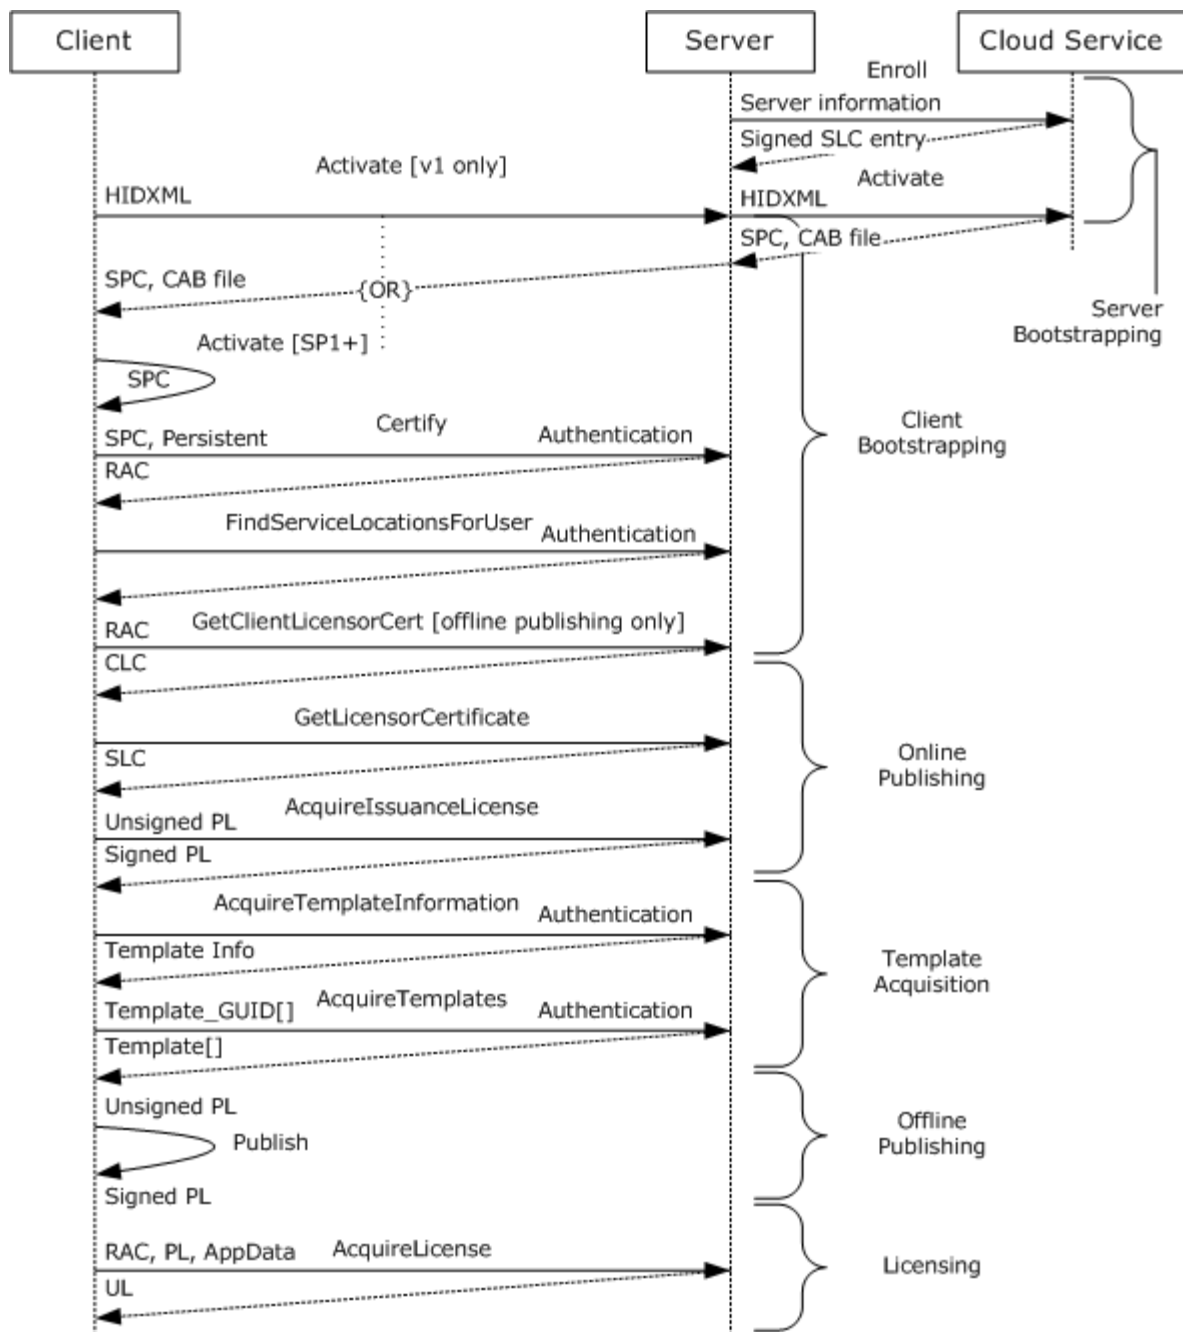 Client
Server
Cloud Service
Enroll
Server information
Signed SLC entry
Activate [v1 only]
Activate
HIDXML
HIDXML
SPC, CAB file
SPC, CAB file
{OR}
Server
Bootstrapping
Activate [SP1+]
SPC
Client
Bootstrapping
Certify
SPC, Persistent
Authentication
RAC
FindServiceLocationsForUser
Authentication
GetClientLicensorCert [offline publishing only]
RAC
CLC
GetLicensorCertificate
SLC
Online
Publishing
AcquireIssuanceLicense
Unsigned PL
Signed PL
AcquireTemplateInformation
Authentication
Template Info
Template
Acquisition
AcquireTemplates
Template_GUID[]
Authentication
Template[]
Unsigned PL
Publish
Offline
Publishing
Signed PL
RAC, PL, AppData
AcquireLicense
Licensing
UL